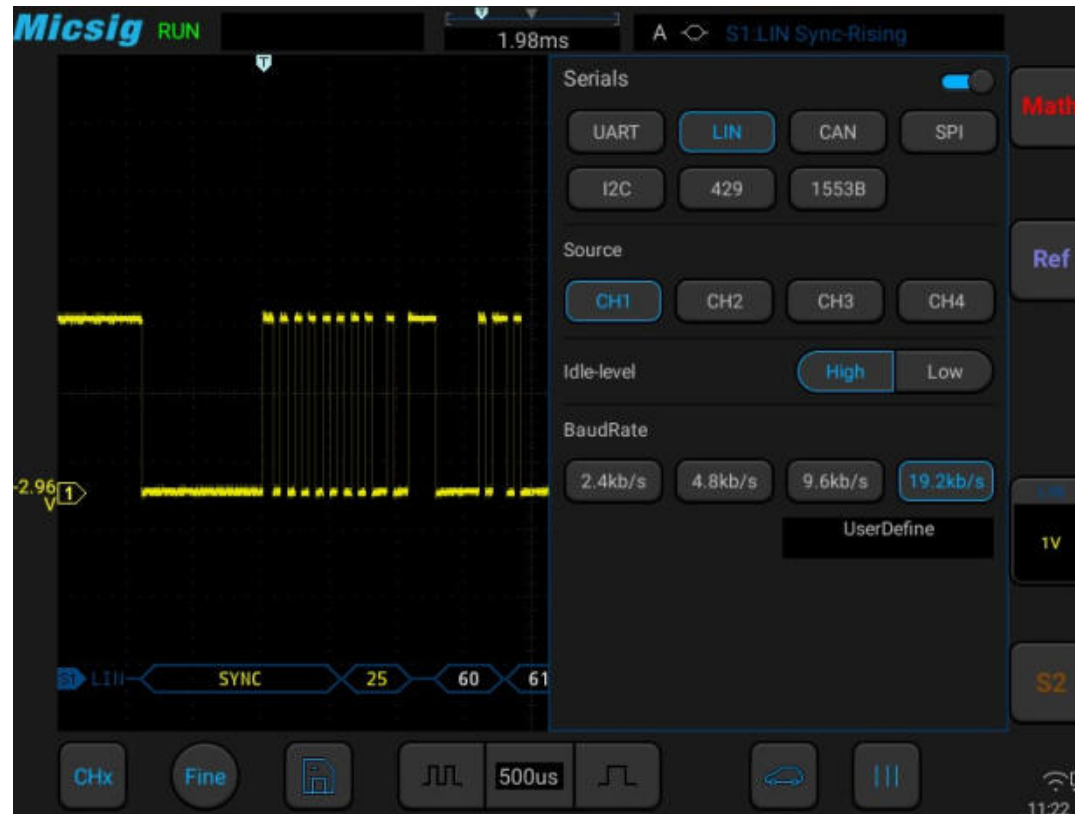 Micsig RUN 1.98ms A S1:LIN Sync-Rising
T
T
Serials
Math
UART LIN CAN SPI
I2C 429 1553B
Source
Ref
CH1 CH2 CH3 CH4
Idle-level High Low
BaudRate
-2.96
V
1
2.4kb/s 4.8kb/s 9.6kb/s 19.2kb/s
UserDefine
1V
S1 LIN SYNC 25 60 61
S2
CHx Fine 500us
11:22